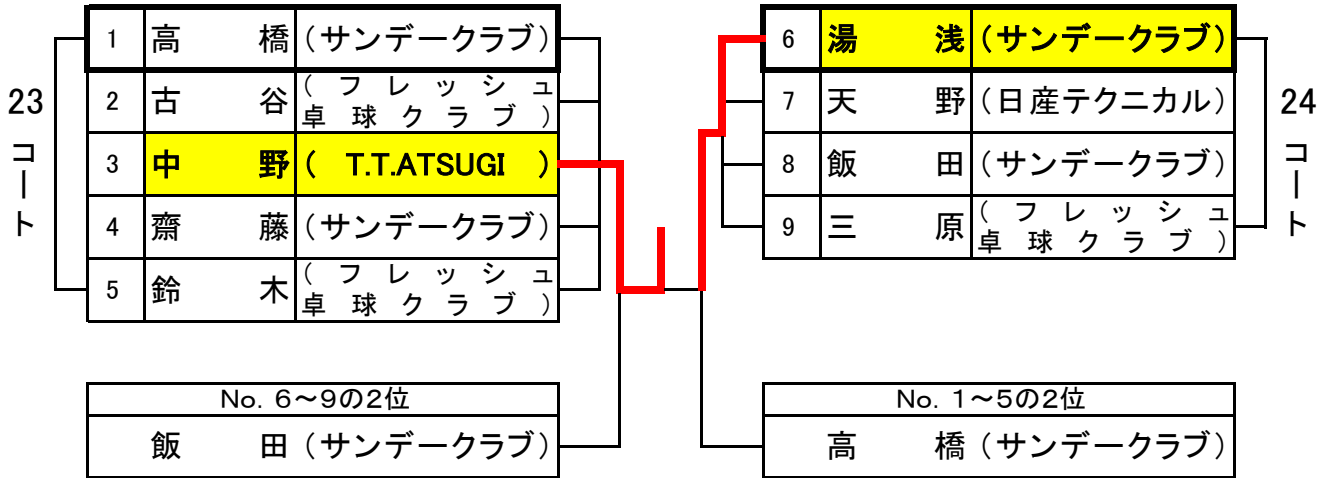 23コート
1 高橋 (サンデークラブ)
2 古谷 (フレッシュ
卓球クラブ)
3 中野 ( T.T.ATSUGI )
4 齋藤 (サンデークラブ)
5 鈴木 (フレッシュ
卓球クラブ)
6 湯浅 (サンデークラブ)
7 天野 (日産テクニカル)
8 飯田 (サンデークラブ)
9 三原 (フレッシュ
卓球クラブ)
24コート
No. 6~9の2位
飯田 (サンデークラブ)
No. 1~5の2位
高橋 (サンデークラブ)